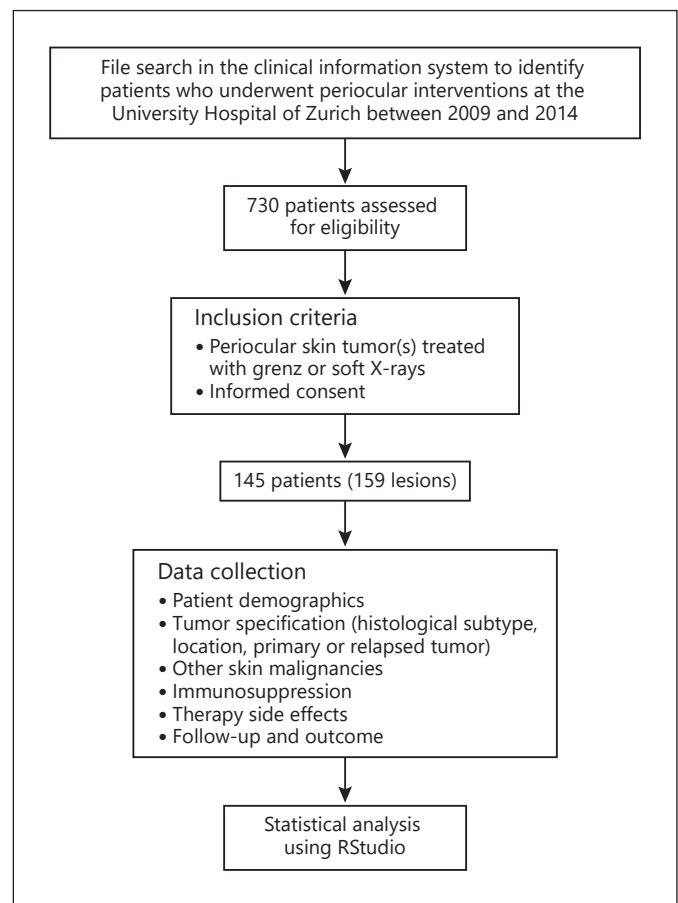 File search in the clinical information system to identify
patients who underwent periocular interventions at the
University Hospital of Zurich between 2009 and 2014
730 patients assessed
for eligibility
Inclusion criteria
• Periocular skin tumor(s) treated
with grenz or soft X-rays
• Informed consent
145 patients (159 lesions)
Data collection
• Patient demographics
• Tumor specification (histological subtype,
location, primary or relapsed tumor)
• Other skin malignancies
• Immunosuppression
• Therapy side effects
• Follow-up and outcome
Statistical analysis
using RStudio